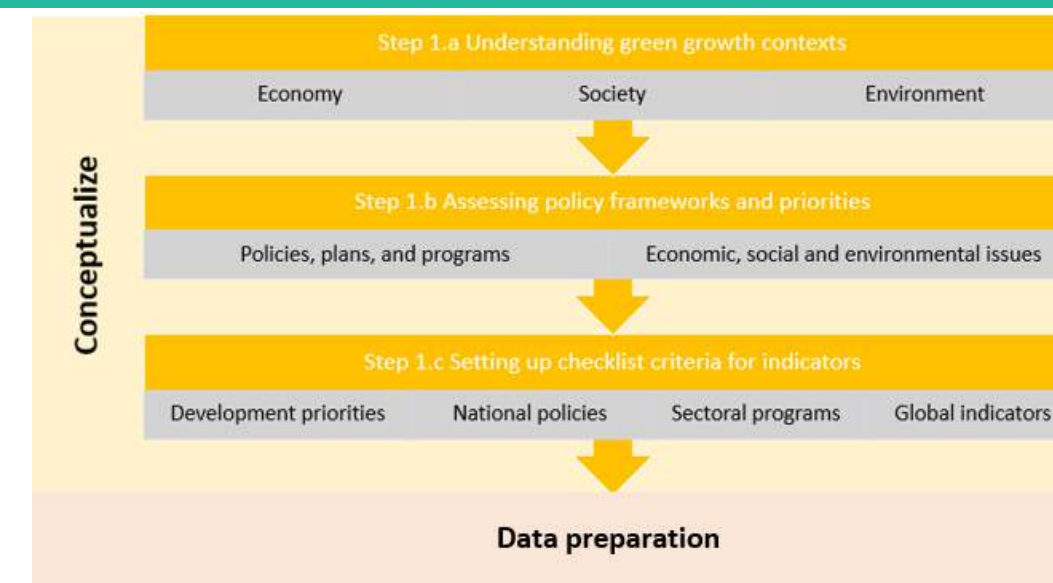 Step 1.a Understanding green growth contexts
Economy Society Environment
Conceptualize
Step 1.b Assessing policy frameworks and priorities
Policies, plans, and programs Economic, social and environmental issues
Step 1.c Setting up checklist criteria for indicators
Development priorities National policies Sectoral programs Global indicators
Data preparation